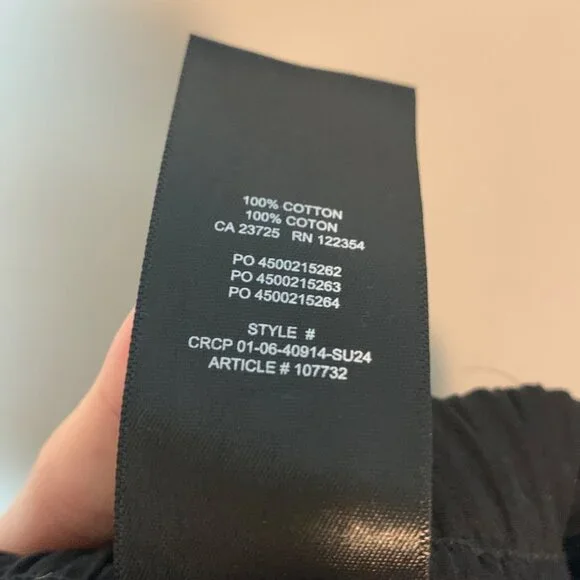 100% COTTON
100% COTON
CA 23725 RN 122354
PO 4500215262
PO 4500215263
PO 4500215264
STYLE #
CRCP 01-06-40914-SU24
ARTICLE # 107732